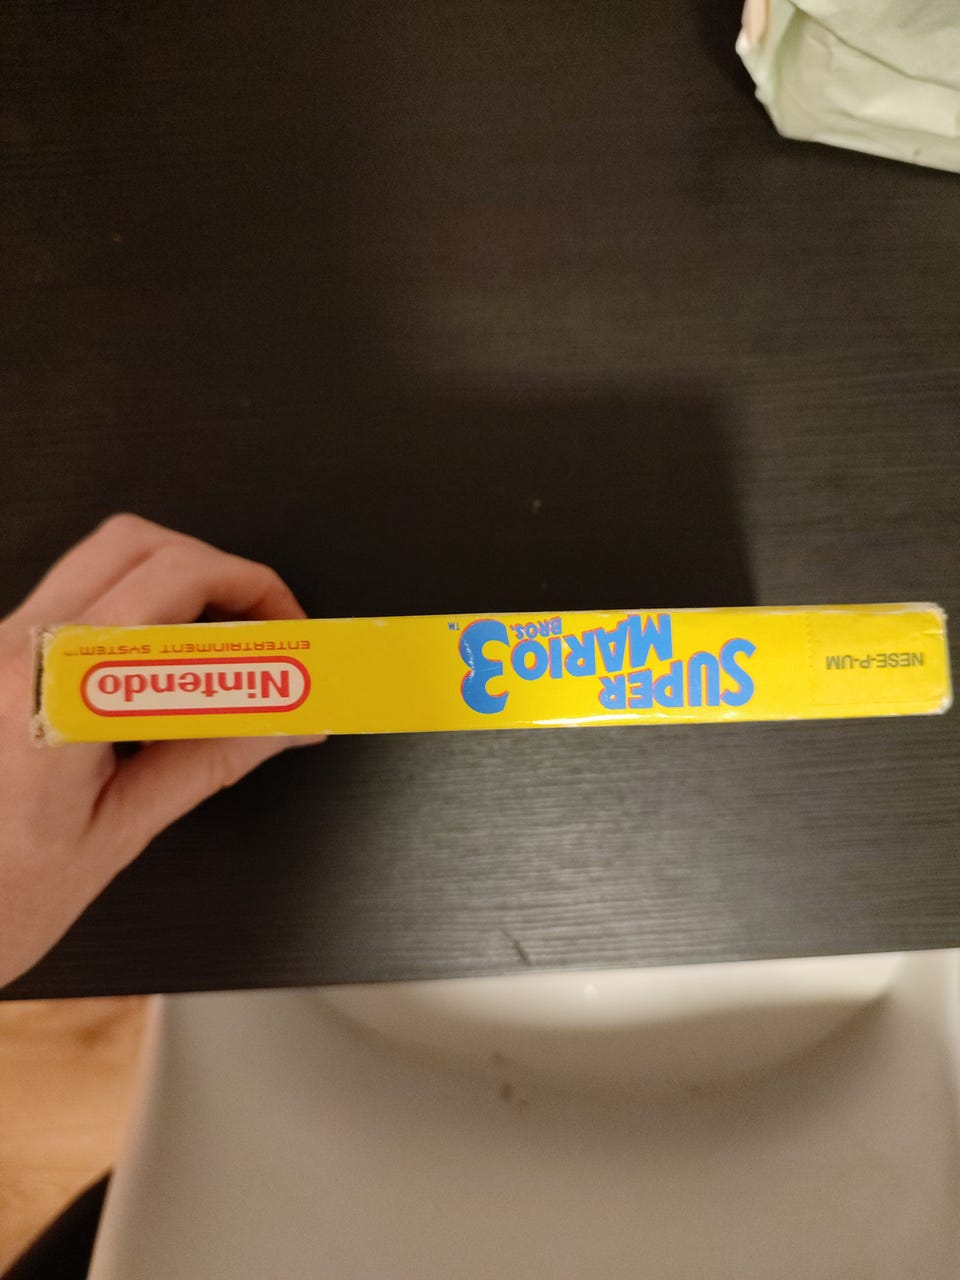 NESE-P-UM
SUPER
MARIO
BROS.
3
™
Nintendo
ENTERTAINMENT SYSTEM™